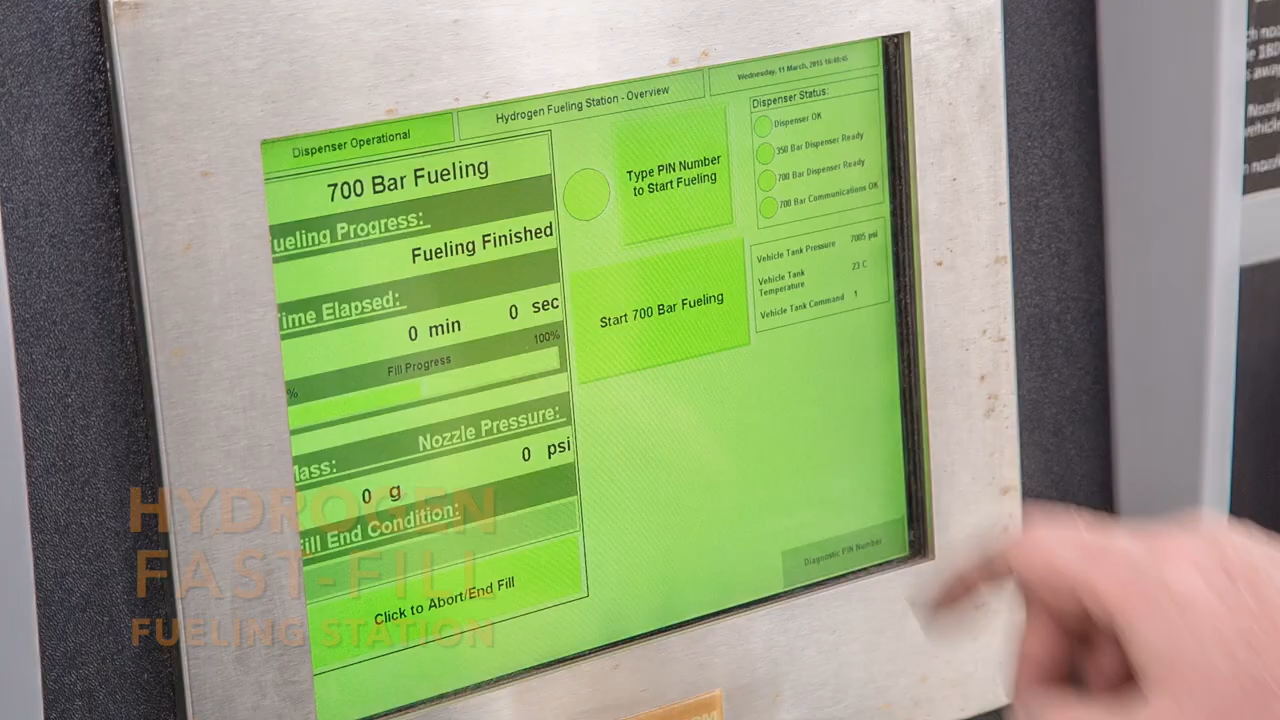 Dispenser Operational
Hydrogen Fueling Station - Overview
Wednesday, 11 March, 2015 16:49:45
700 Bar Fueling
ueling Progress:
Fueling Finished
Time Elapsed:
0 min 0 sec
100%
Fill Progress
%
Nozzle Pressure:
0 psi
Mass:
0 g
Fill End Condition:
Click to Abort/End Fill
Type PIN Number
to Start Fueling
Start 700 Bar Fueling
Dispenser Status:
Dispenser OK
350 Bar Dispenser Ready
700 Bar Dispenser Ready
700 Bar Communications OK
Vehicle Tank Pressure 7005 psi
Vehicle Tank
Temperature
23 C
Vehicle Tank Command 1
Diagnostic PIN Number
HYDROGEN
FAST-FILL
FUELING STATION